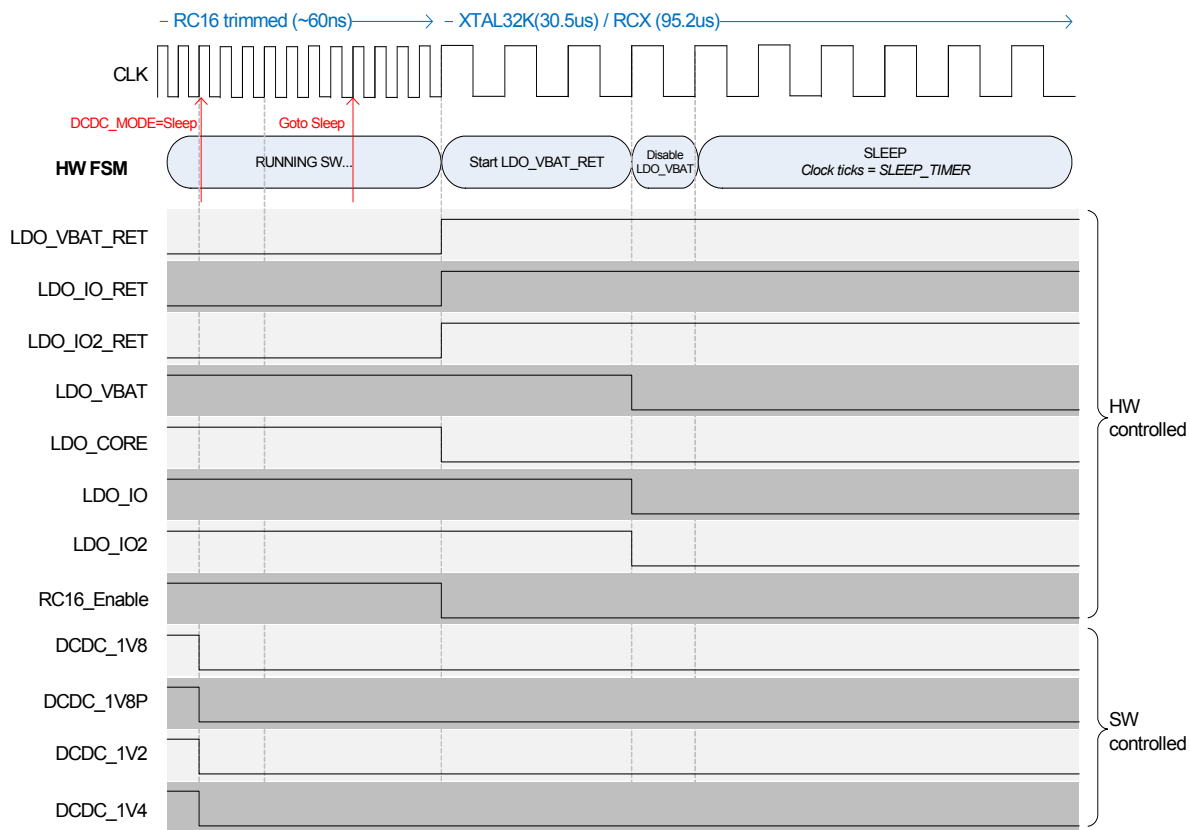 RC16 trimmed (~60ns)
XTAL32K(30.5us) / RCX (95.2us)
CLK
DCDC_MODE=Sleep
Goto Sleep
HW FSM
RUNNING SW...
Start LDO_VBAT_RET
Disable
LDO_VBAT
SLEEP
Clock ticks = SLEEP_TIMER
LDO_VBAT_RET
LDO_IO_RET
LDO_IO2_RET
LDO_VBAT
LDO_CORE
LDO_IO
LDO_IO2
RC16_Enable
HW
controlled
DCDC_1V8
DCDC_1V8P
DCDC_1V2
DCDC_1V4
SW
controlled